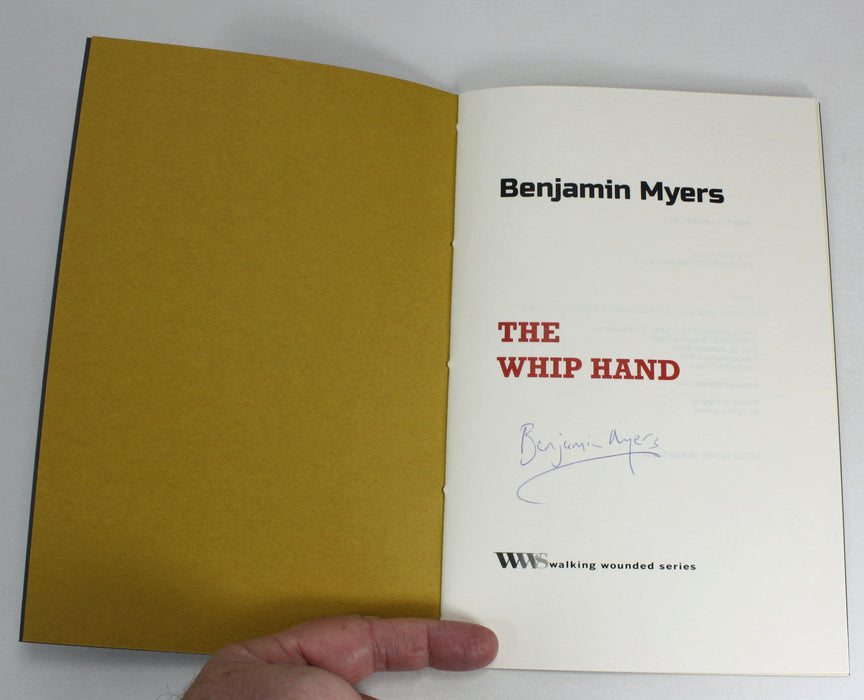 Benjamin Myers
THE
WHIP HAND
Benjamin Myers
WWS walking wounded series